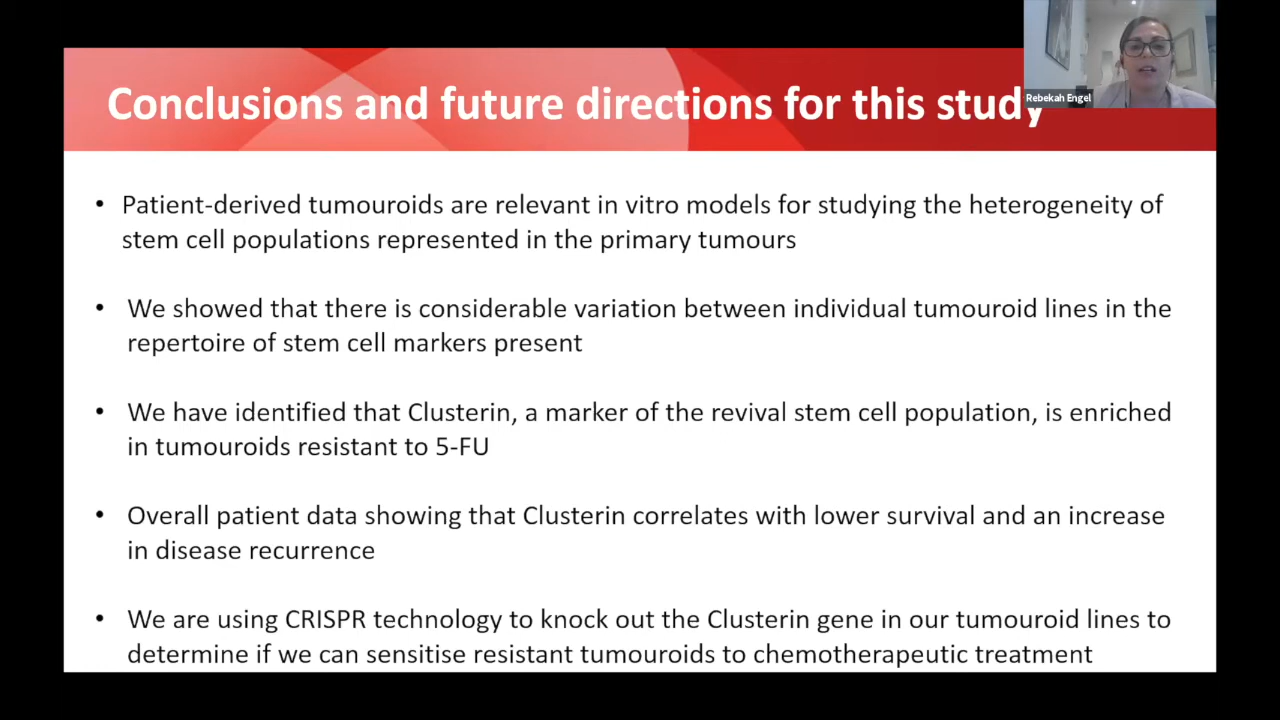 Conclusions and future directions for this study
Rebekah Engel
• Patient-derived tumouroids are relevant in vitro models for studying the heterogeneity of
stem cell populations represented in the primary tumours
• We showed that there is considerable variation between individual tumouroid lines in the
repertoire of stem cell markers present
• We have identified that Clusterin, a marker of the revival stem cell population, is enriched
in tumouroids resistant to 5-FU
• Overall patient data showing that Clusterin correlates with lower survival and an increase
in disease recurrence
• We are using CRISPR technology to knock out the Clusterin gene in our tumouroid lines to
determine if we can sensitise resistant tumouroids to chemotherapeutic treatment